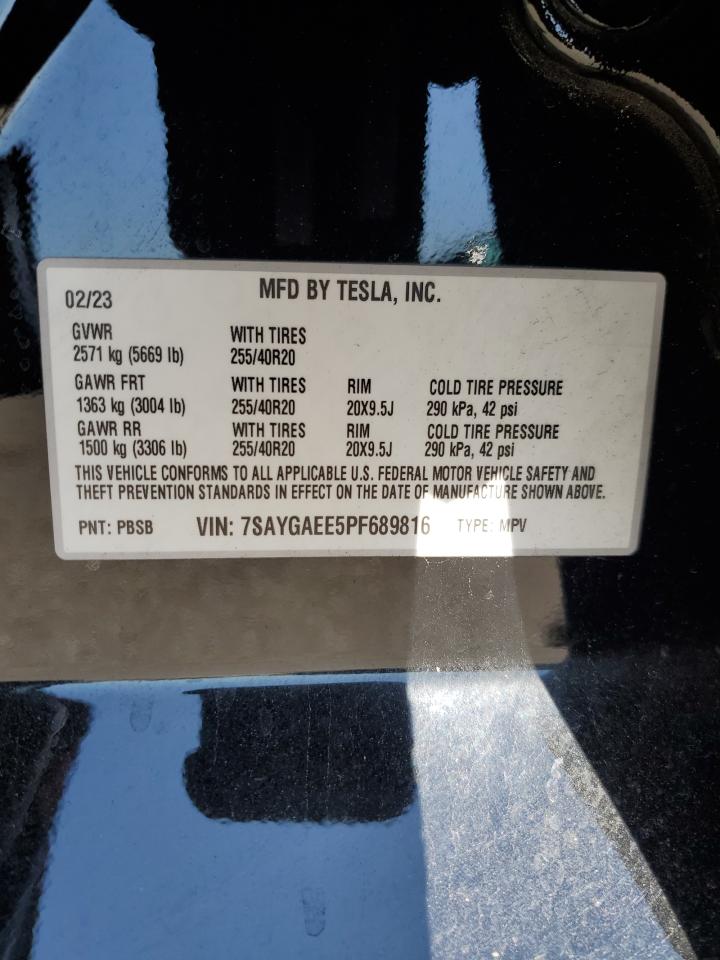 02/23 MFD BY TESLA, INC.
GVWR WITH TIRES
2571 kg (5669 lb) 255/40R20
GAWR FRT WITH TIRES RIM COLD TIRE PRESSURE
1363 kg (3004 lb) 255/40R20 20X9.5J 290 kPa, 42 psi
GAWR RR WITH TIRES RIM COLD TIRE PRESSURE
1500 kg (3306 lb) 255/40R20 20X9.5J 290 kPa, 42 psi
THIS VEHICLE CONFORMS TO ALL APPLICABLE U.S. FEDERAL MOTOR VEHICLE SAFETY AND
THEFT PREVENTION STANDARDS IN EFFECT ON THE DATE OF MANUFACTURE SHOWN ABOVE.
PNT: PBSB VIN: 7SAYGAEE5PF689816 TYPE: MPV